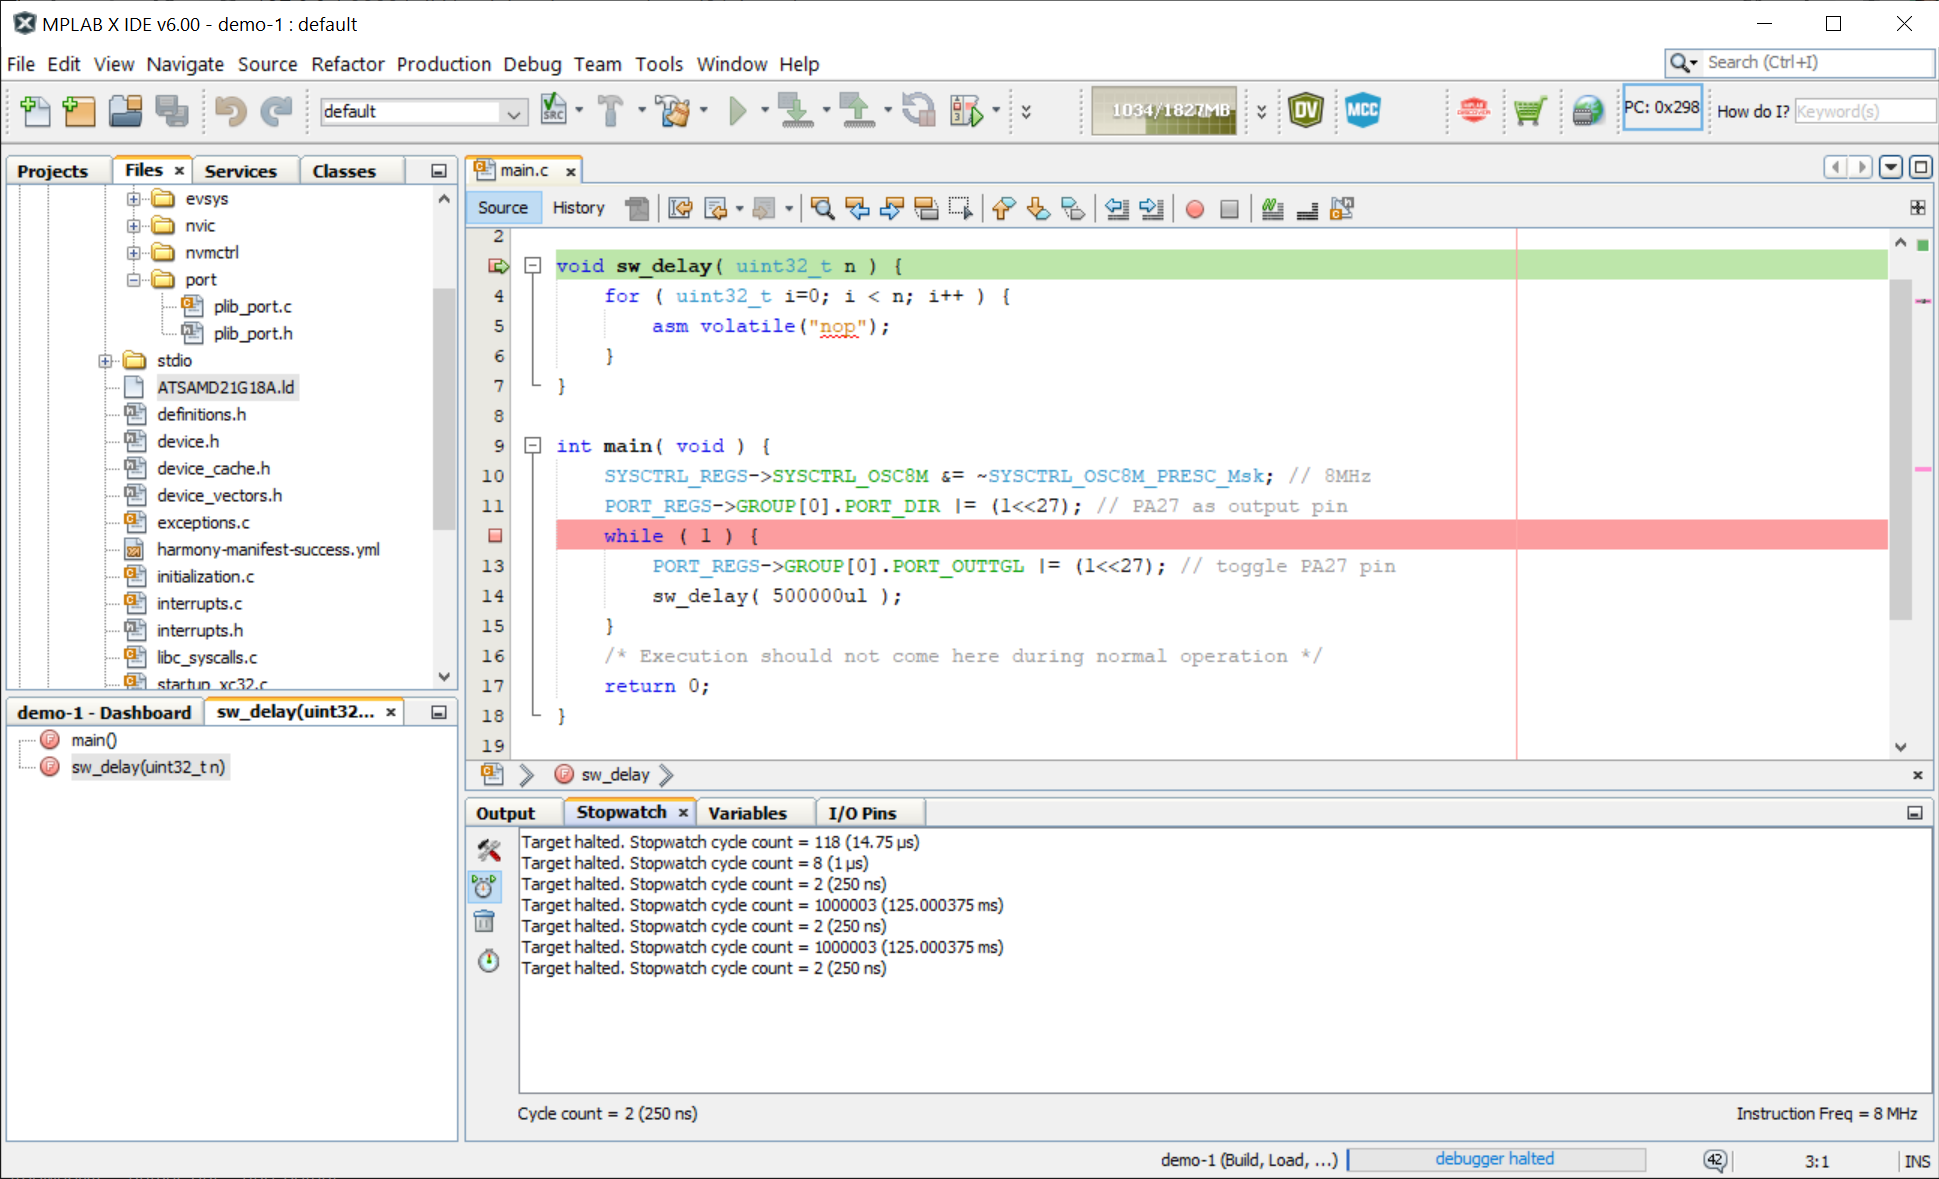 MPLAB X IDE v6.00 - demo-1 : default
File Edit View Navigate Source Refactor Production Debug Team Tools Window Help
Search (Ctrl+I)
default
SRC
1034/1827MB
DV
MCC
PC: 0x298
How do I?
Keyword(s)
Projects
Files
Services
Classes
evsys
nvic
nvmctrl
port
plib_port.c
plib_port.h
stdio
ATSAMD21G18A.ld
definitions.h
device.h
device_cache.h
device_vectors.h
exceptions.c
harmony-manifest-success.yml
initialization.c
interrupts.c
interrupts.h
libc_syscalls.c
startup_xc32.c
demo-1 - Dashboard
sw_delay(uint32...
main()
sw_delay(uint32_t n)
main.c
Source
History
2
void sw_delay( uint32_t n ) {
4 for ( uint32_t i=0; i < n; i++ ) {
5 asm volatile("nop");
6 }
7 }
8
9 int main( void ) {
10 SYSCTRL_REGS->SYSCTRL_OSC8M &= ~SYSCTRL_OSC8M_PRESC_Msk; // 8MHz
11 PORT_REGS->GROUP[0].PORT_DIR |= (1<<27); // PA27 as output pin
while ( 1 ) {
13 PORT_REGS->GROUP[0].PORT_OUTTGL |= (1<<27); // toggle PA27 pin
14 sw_delay( 500000ul );
15 }
16 /* Execution should not come here during normal operation */
17 return 0;
18 }
19
sw_delay
Output
Stopwatch
Variables
I/O Pins
Target halted. Stopwatch cycle count = 118 (14.75 µs)
Target halted. Stopwatch cycle count = 8 (1 µs)
Target halted. Stopwatch cycle count = 2 (250 ns)
Target halted. Stopwatch cycle count = 1000003 (125.000375 ms)
Target halted. Stopwatch cycle count = 2 (250 ns)
Target halted. Stopwatch cycle count = 1000003 (125.000375 ms)
Target halted. Stopwatch cycle count = 2 (250 ns)
Cycle count = 2 (250 ns)
Instruction Freq = 8 MHz
demo-1 (Build, Load, ...)
debugger halted
42
3:1
INS